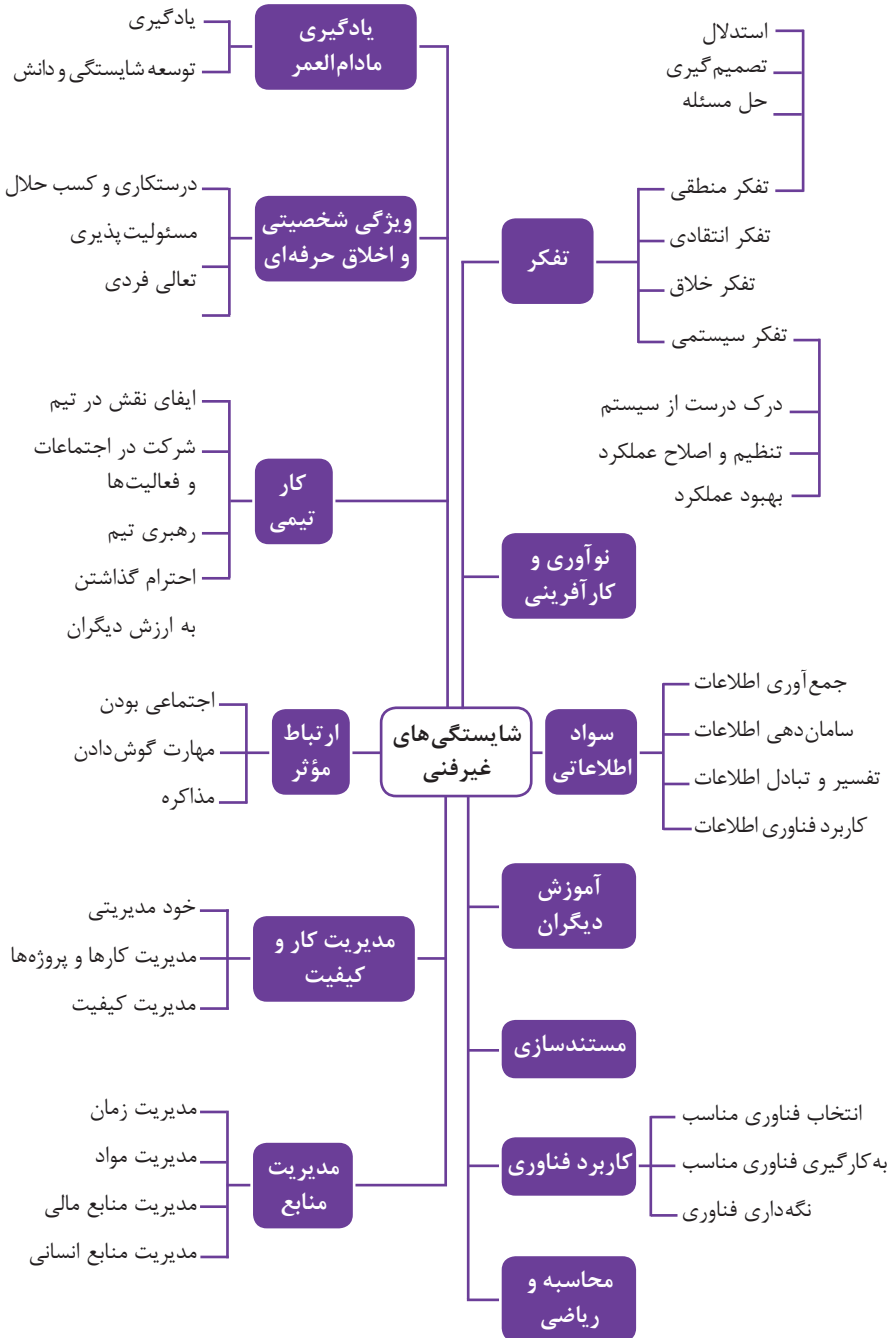 شایستگی‌های
غیرفنی
تفکر
استدلال
تصمیم‌گیری
حل مسئله
تفکر منطقی
تفکر انتقادی
تفکر خلاق
تفکر سیستمی
درک درست از سیستم
تنظیم و اصلاح عملکرد
بهبود عملکرد
نوآوری و
کارآفرینی
سواد
اطلاعاتی
جمع‌آوری اطلاعات
سامان‌دهی اطلاعات
تفسیر و تبادل اطلاعات
کاربرد فناوری اطلاعات
آموزش
دیگران
مستندسازی
کاربرد فناوری
انتخاب فناوری مناسب
به‌کارگیری فناوری مناسب
نگه‌داری فناوری
محاسبه و
ریاضی
یادگیری
مادام‌العمر
یادگیری
توسعه شایستگی و دانش
ویژگی شخصیتی
و اخلاق حرفه‌ای
درستکاری و کسب حلال
مسئولیت‌پذیری
تعالی فردی
کار
تیمی
ایفای نقش در تیم
شرکت در اجتماعات
و فعالیت‌ها
رهبری تیم
احترام گذاشتن
به ارزش دیگران
ارتباط
مؤثر
اجتماعی بودن
مهارت گوش‌دادن
مذاکره
مدیریت کار و
کیفیت
خود مدیریتی
مدیریت کارها و پروژه‌ها
مدیریت کیفیت
مدیریت
منابع
مدیریت زمان
مدیریت مواد
مدیریت منابع مالی
مدیریت منابع انسانی